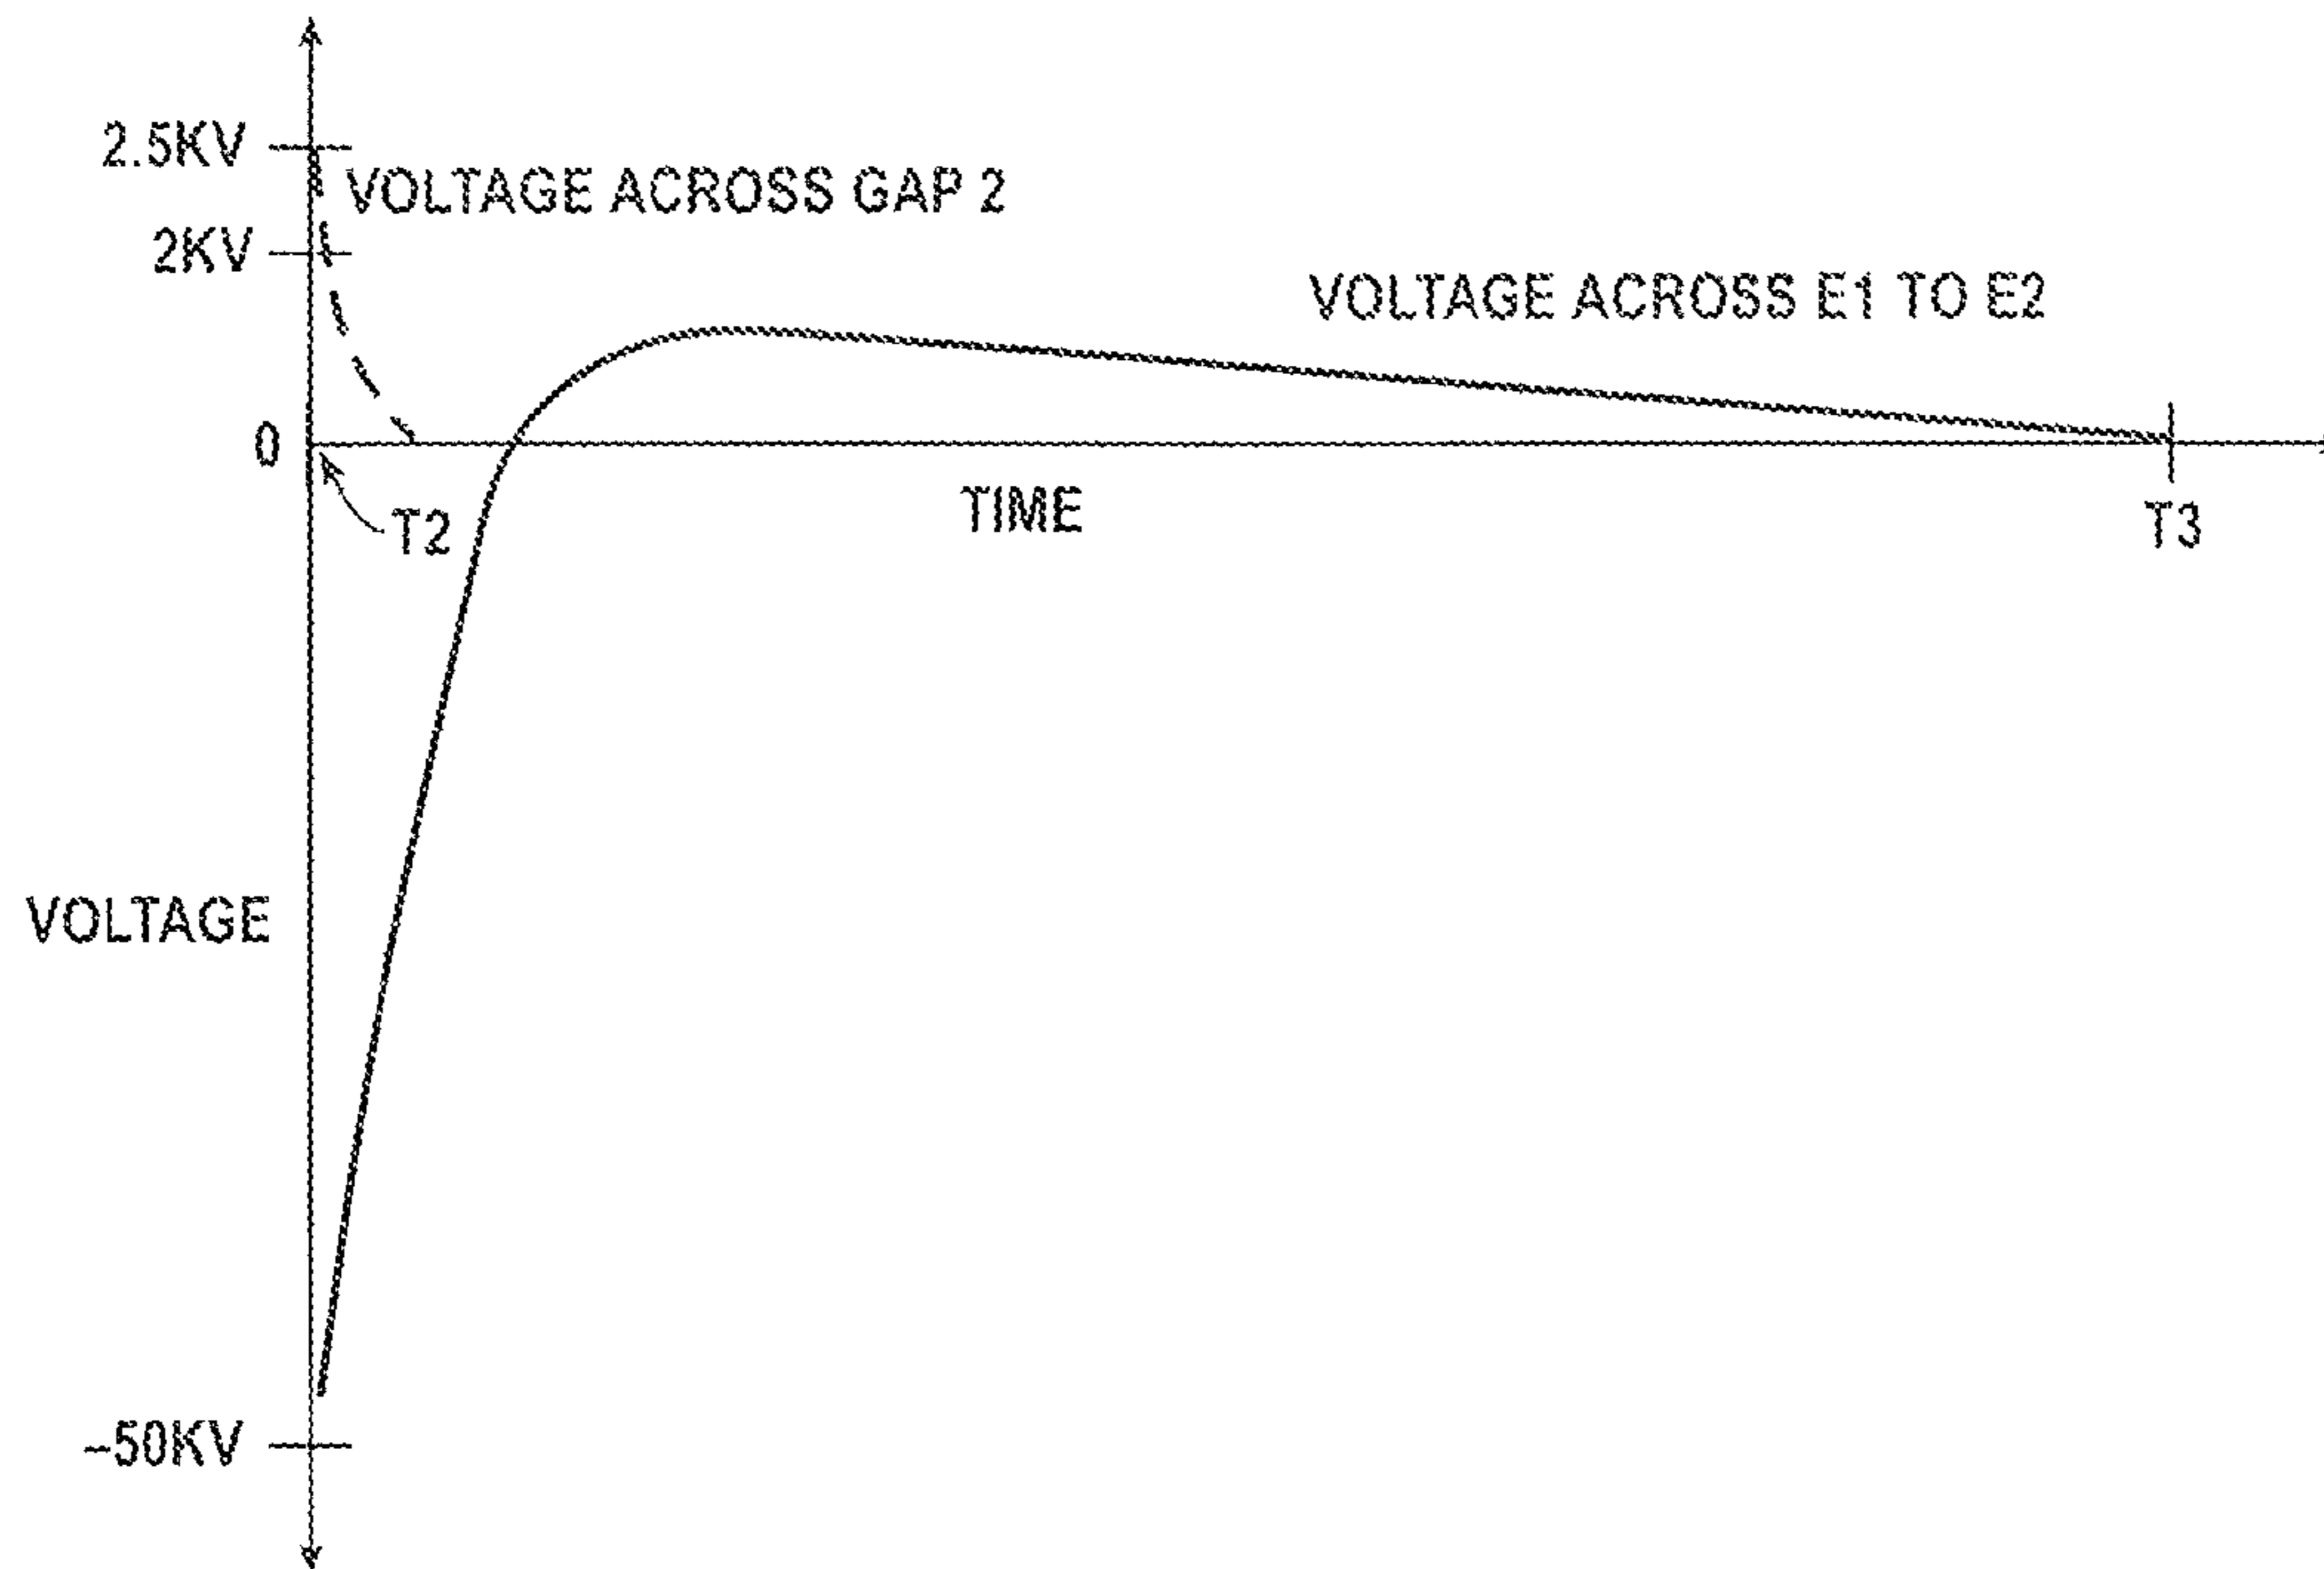 2.5KV
VOLTAGE ACROSS GAP 2
2KV
VOLTAGE ACROSS E1 TO E2
0
TIME
T2
T3
VOLTAGE
-50KV